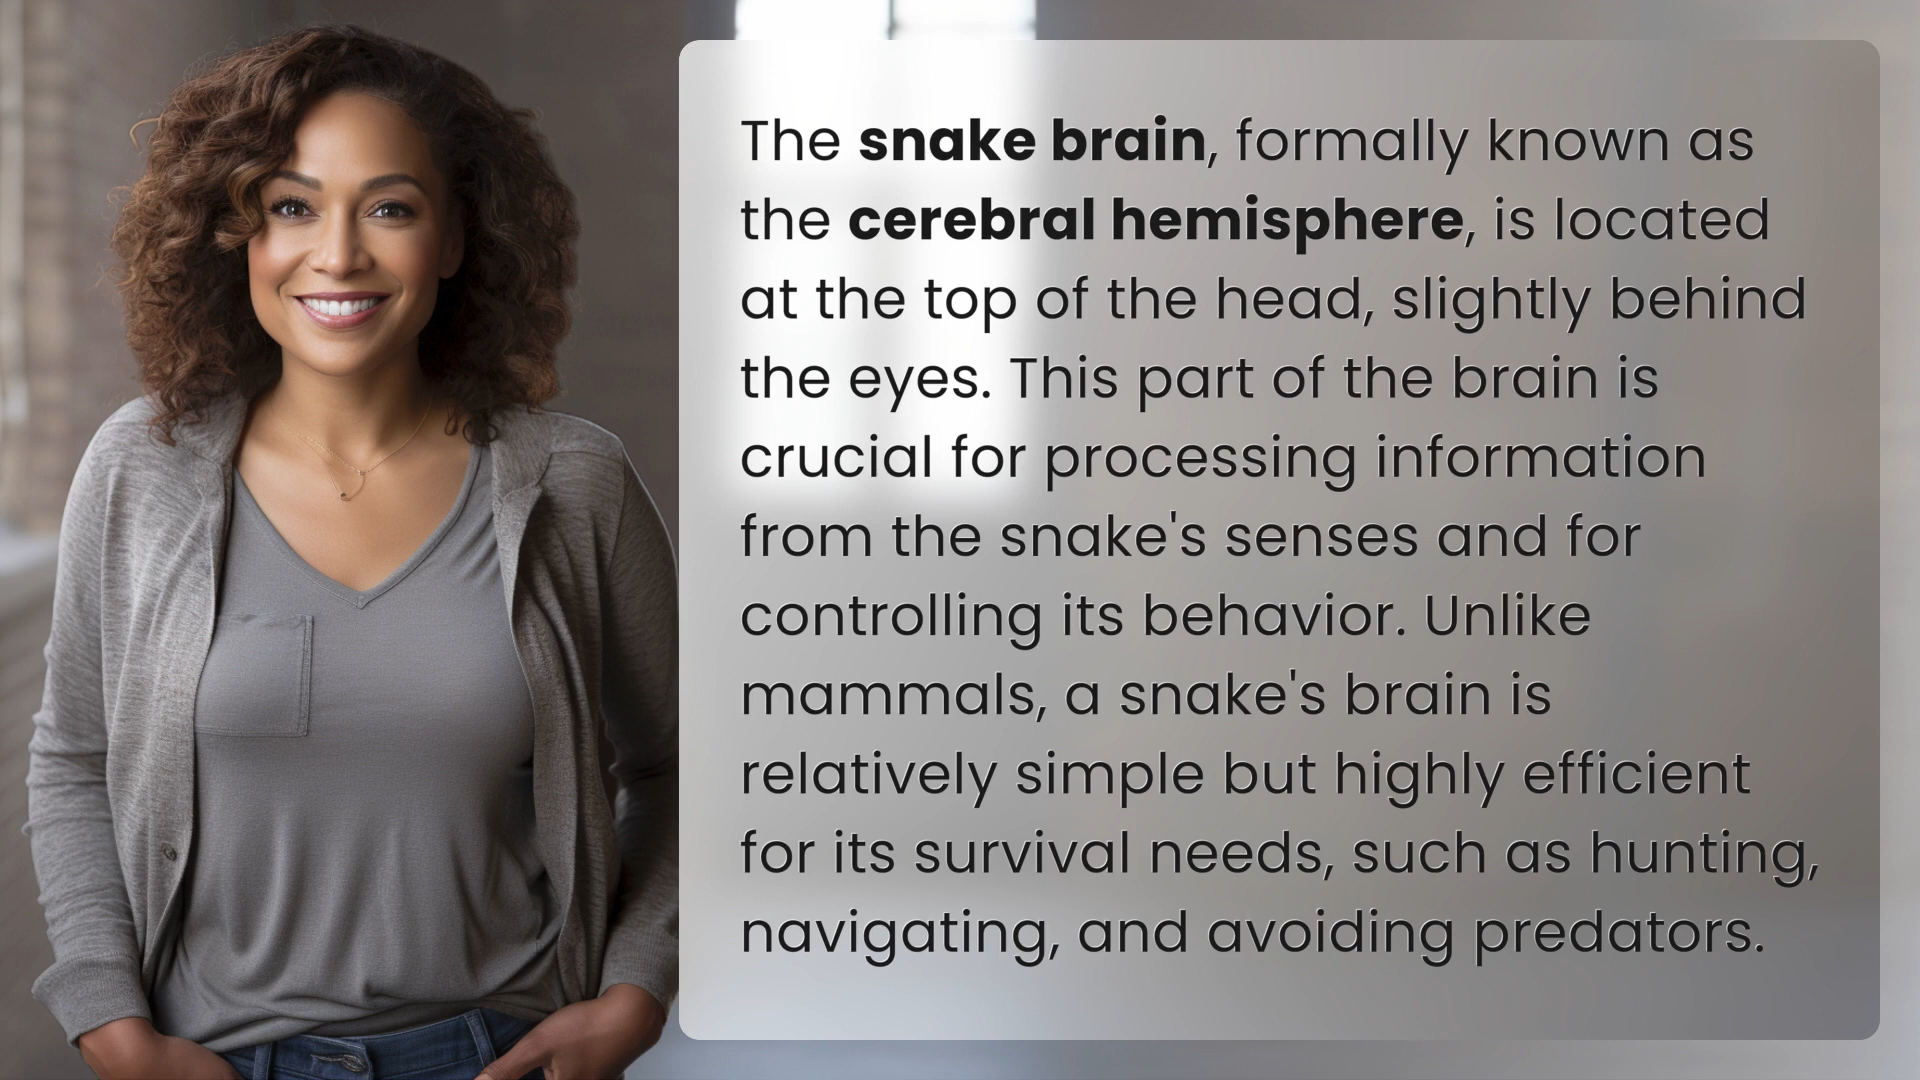 The snake brain, formally known as
the cerebral hemisphere, is located
at the top of the head, slightly behind
the eyes. This part of the brain is
crucial for processing information
from the snake's senses and for
controlling its behavior. Unlike
mammals, a snake's brain is
relatively simple but highly efficient
for its survival needs, such as hunting,
navigating, and avoiding predators.